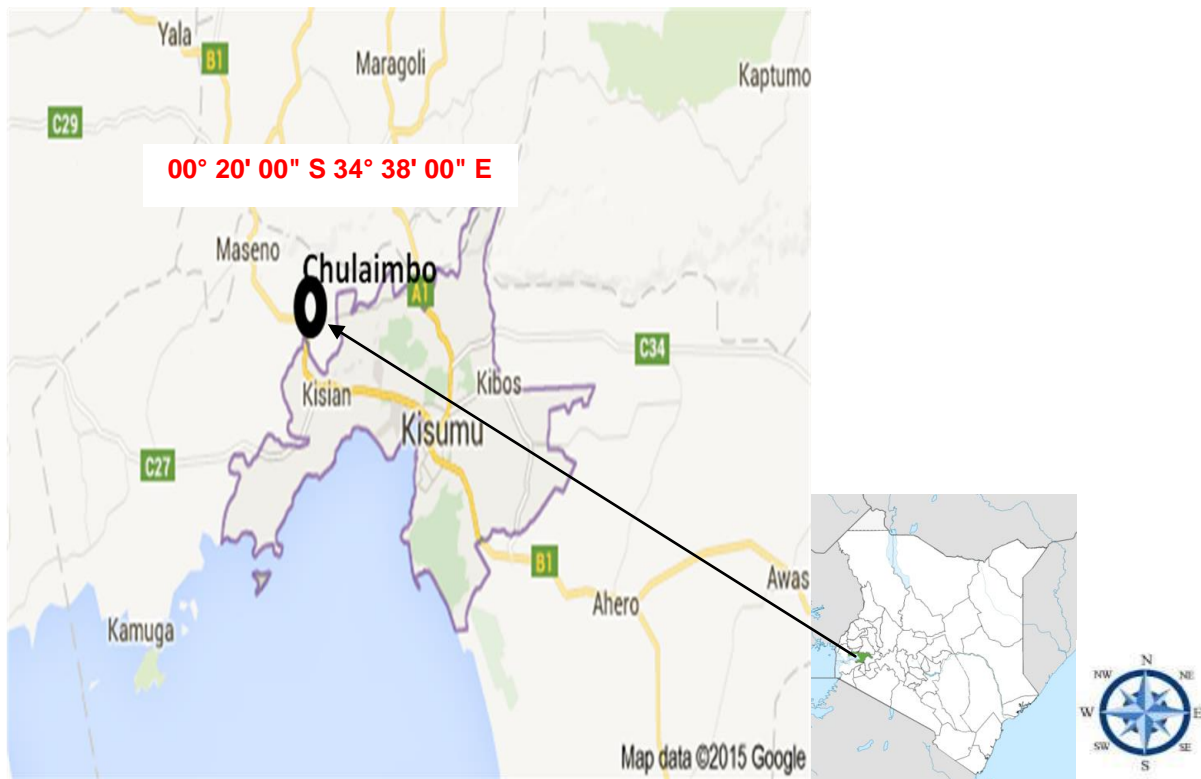 Yala
B1
Maragoli
Kaptumo
C29
00° 20' 00" S 34° 38' 00" E
Maseno
Chulaimbo
A1
C34
Kisian
Kibos
Kisumu
C27
B1
Ahero
Awas
Kamuga
Map data ©2015 Google
N
NW
NE
W
E
SW
SE
S